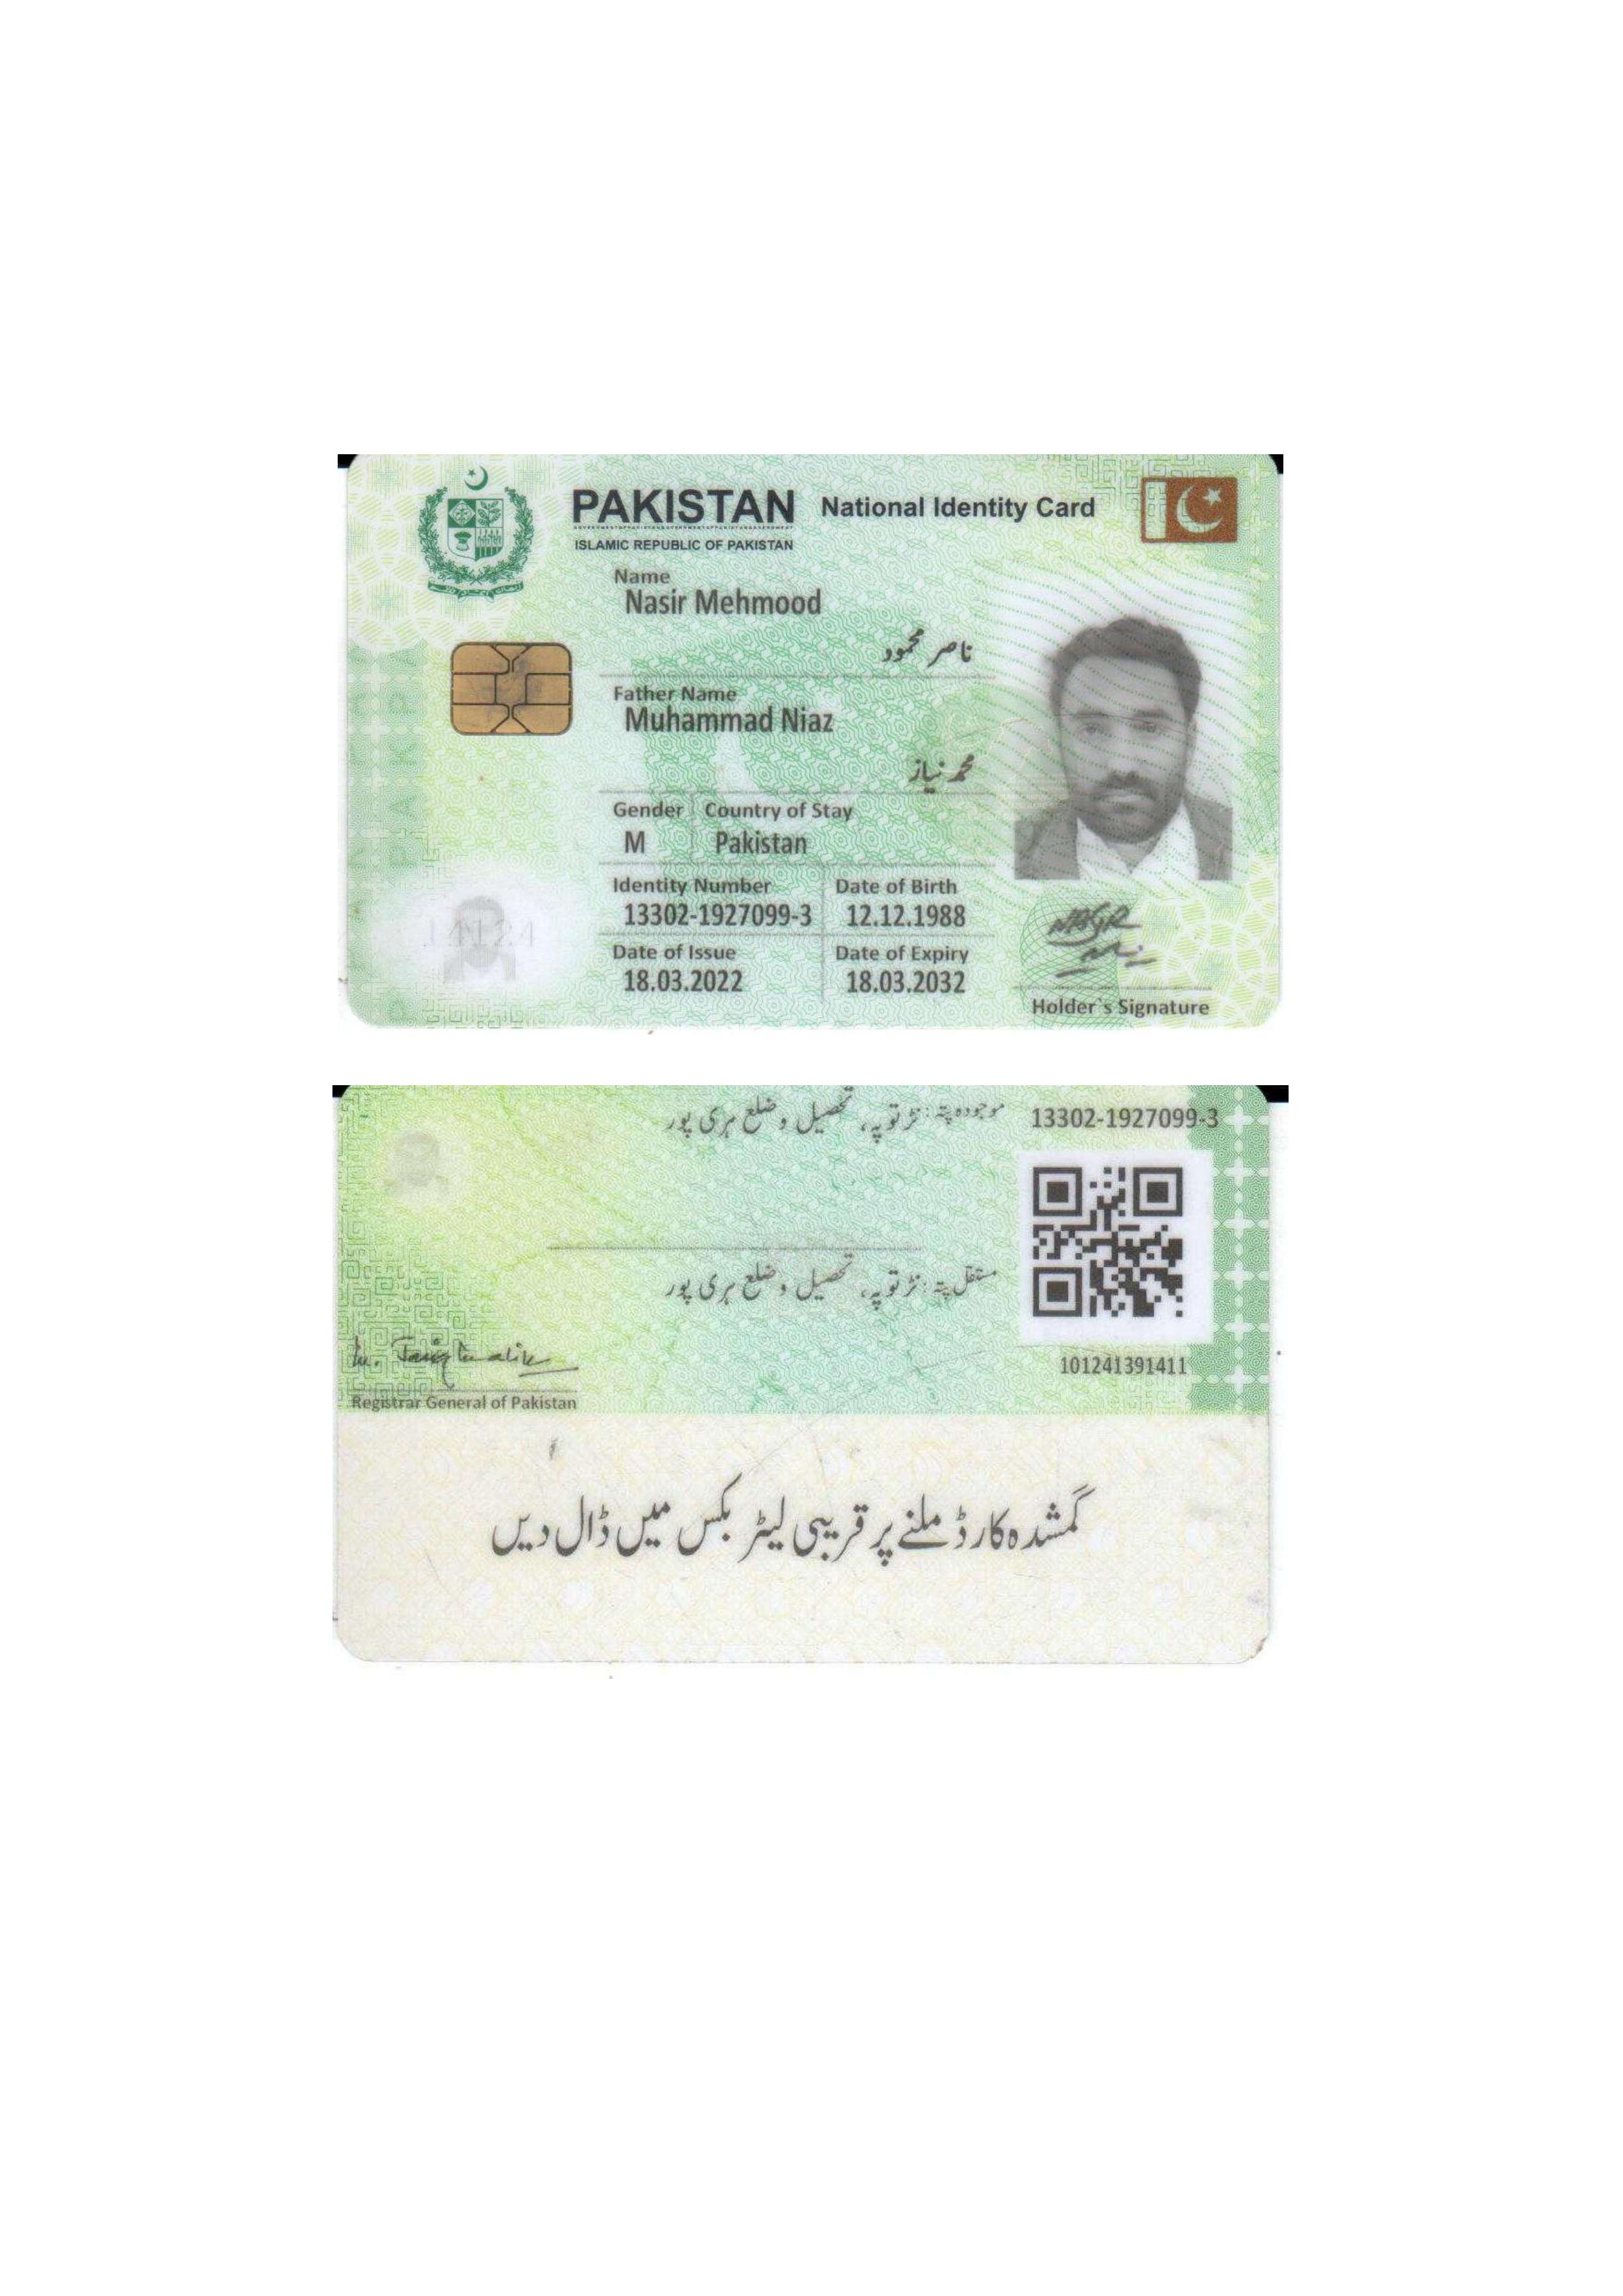 PAKISTAN National Identity Card
ISLAMIC REPUBLIC OF PAKISTAN
Name
Nasir Mehmood
ناصر محمود
Father Name
Muhammad Niaz
محمد نیاز
Gender Country of Stay
M Pakistan
Identity Number Date of Birth
13302-1927099-3 12.12.1988
Date of Issue Date of Expiry
18.03.2022 18.03.2032
Holder`s Signature
13302-1927099-3
موجودہ پتہ: تحصیل و ضلع ہری پور
مستقل پتہ: تحصیل و ضلع ہری پور
101241391411
Registrar General of Pakistan
گمشدہ کارڈ ملنے پر قریبی لیٹر بکس میں ڈال دیں